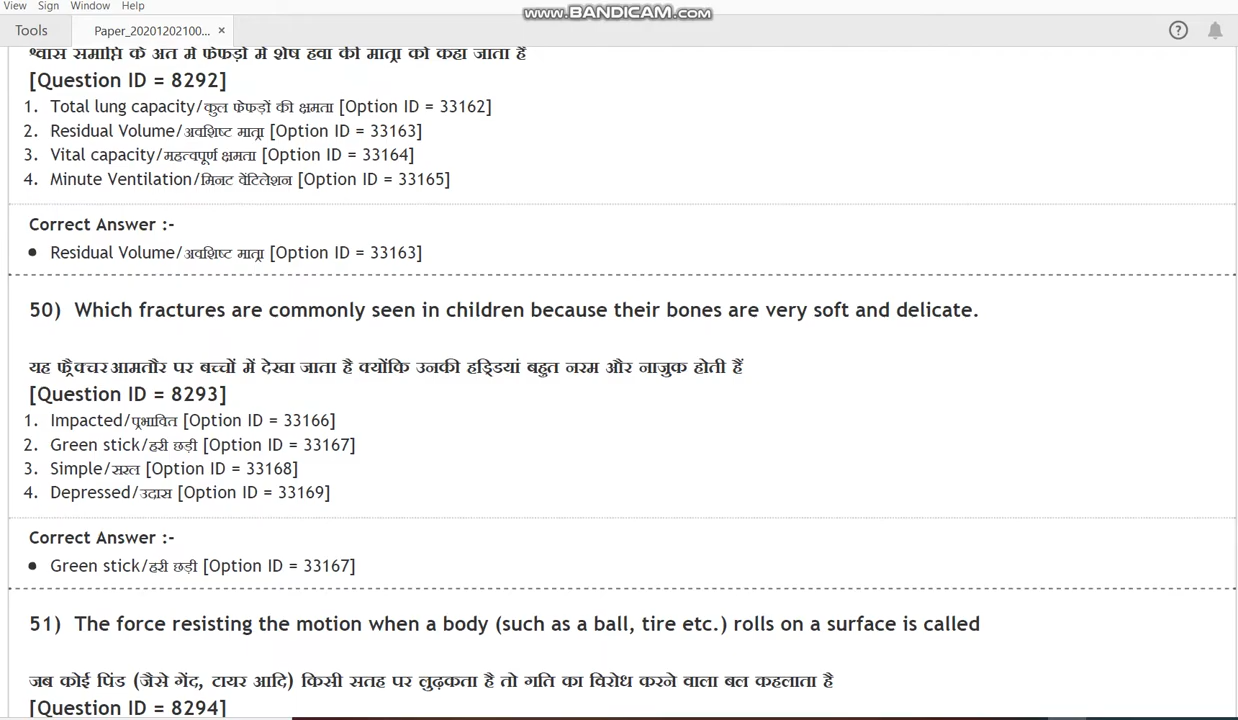 View Sign Window Help
www.BANDICAM.com
Tools Paper_20201202100... ×
श्वास समाप्ति के अंत में फेफड़ों में शेष हवा की मात्रा को कहा जाता है
[Question ID = 8292]
1. Total lung capacity/कुल फेफड़ों की क्षमता [Option ID = 33162]
2. Residual Volume/अवशिष्ट मात्रा [Option ID = 33163]
3. Vital capacity/महत्वपूर्ण क्षमता [Option ID = 33164]
4. Minute Ventilation/मिनट वेंटिलेशन [Option ID = 33165]
Correct Answer :-
• Residual Volume/अवशिष्ट मात्रा [Option ID = 33163]
50) Which fractures are commonly seen in children because their bones are very soft and delicate.
यह फ्रैक्चर आमतौर पर बच्चों में देखा जाता है क्योंकि उनकी हड्डियां बहुत नरम और नाजुक होती हैं
[Question ID = 8293]
1. Impacted/प्रभावित [Option ID = 33166]
2. Green stick/हरी छड़ी [Option ID = 33167]
3. Simple/सरल [Option ID = 33168]
4. Depressed/उदास [Option ID = 33169]
Correct Answer :-
• Green stick/हरी छड़ी [Option ID = 33167]
51) The force resisting the motion when a body (such as a ball, tire etc.) rolls on a surface is called
जब कोई पिंड (जैसे गेंद, टायर आदि) किसी सतह पर लुढ़कता है तो गति का विरोध करने वाला बल कहलाता है
[Question ID = 8294]